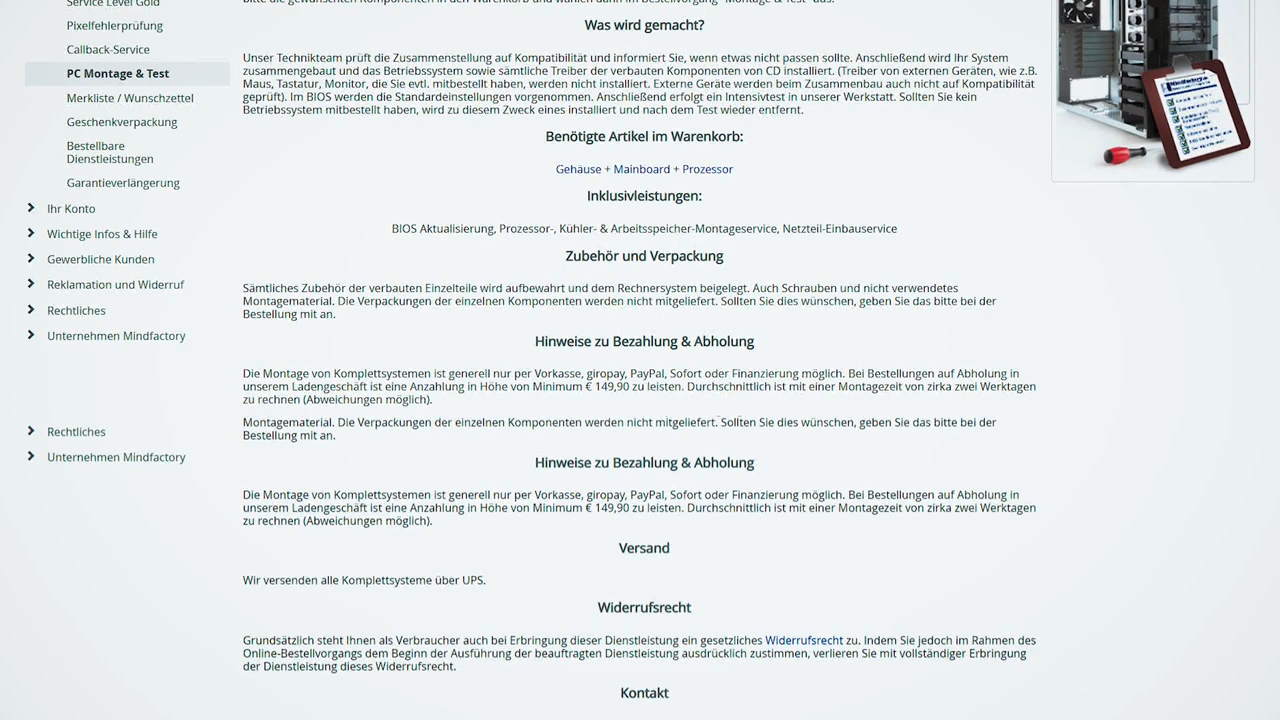 Service Level Gold
Pixelfehlerprüfung
Callback-Service
PC Montage & Test
Merkliste / Wunschzettel
Geschenkverpackung
Bestellbare
Dienstleistungen
Garantieverlängerung
Ihr Konto
Wichtige Infos & Hilfe
Gewerbliche Kunden
Reklamation und Widerruf
Rechtliches
Unternehmen Mindfactory
Rechtliches
Unternehmen Mindfactory
bitte die gewünschten Komponenten in den Warenkorb und wählen dann im Bestellvorgang "Montage & Test" aus.
Was wird gemacht?
Unser Technikteam prüft die Zusammenstellung auf Kompatibilität und informiert Sie, wenn etwas nicht passen sollte. Anschließend wird Ihr System
zusammengebaut und das Betriebssystem sowie sämtliche Treiber der verbauten Komponenten von CD installiert. (Treiber von externen Geräten, wie z.B.
Maus, Tastatur, Monitor, die Sie evtl. mitbestellt haben, werden nicht installiert. Externe Geräte werden beim Zusammenbau auch nicht auf Kompatibilität
geprüft). Im BIOS werden die Standardeinstellungen vorgenommen. Anschließend erfolgt ein Intensivtest in unserer Werkstatt. Sollten Sie kein
Betriebssystem mitbestellt haben, wird zu diesem Zweck eines installiert und nach dem Test wieder entfernt.
Benötigte Artikel im Warenkorb:
Gehäuse + Mainboard + Prozessor
Inklusivleistungen:
BIOS Aktualisierung, Prozessor-, Kühler- & Arbeitsspeicher-Montageservice, Netzteil-Einbauservice
Zubehör und Verpackung
Sämtliches Zubehör der verbauten Einzelteile wird aufbewahrt und dem Rechnersystem beigelegt. Auch Schrauben und nicht verwendetes
Montagematerial. Die Verpackungen der einzelnen Komponenten werden nicht mitgeliefert. Sollten Sie dies wünschen, geben Sie das bitte bei der
Bestellung mit an.
Hinweise zu Bezahlung & Abholung
Die Montage von Komplettsystemen ist generell nur per Vorkasse, giropay, PayPal, Sofort oder Finanzierung möglich. Bei Bestellungen auf Abholung in
unserem Ladengeschäft ist eine Anzahlung in Höhe von Minimum € 149,90 zu leisten. Durchschnittlich ist mit einer Montagezeit von zirka zwei Werktagen
zu rechnen (Abweichungen möglich).
Montagematerial. Die Verpackungen der einzelnen Komponenten werden nicht mitgeliefert. Sollten Sie dies wünschen, geben Sie das bitte bei der
Bestellung mit an.
Hinweise zu Bezahlung & Abholung
Die Montage von Komplettsystemen ist generell nur per Vorkasse, giropay, PayPal, Sofort oder Finanzierung möglich. Bei Bestellungen auf Abholung in
unserem Ladengeschäft ist eine Anzahlung in Höhe von Minimum € 149,90 zu leisten. Durchschnittlich ist mit einer Montagezeit von zirka zwei Werktagen
zu rechnen (Abweichungen möglich).
Versand
Wir versenden alle Komplettsysteme über UPS.
Widerrufsrecht
Grundsätzlich steht Ihnen als Verbraucher auch bei Erbringung dieser Dienstleistung ein gesetzliches Widerrufsrecht zu. Indem Sie jedoch im Rahmen des
Online-Bestellvorgangs dem Beginn der Ausführung der beauftragten Dienstleistung ausdrücklich zustimmen, verlieren Sie mit vollständiger Erbringung
der Dienstleistung dieses Widerrufsrecht.
Kontakt